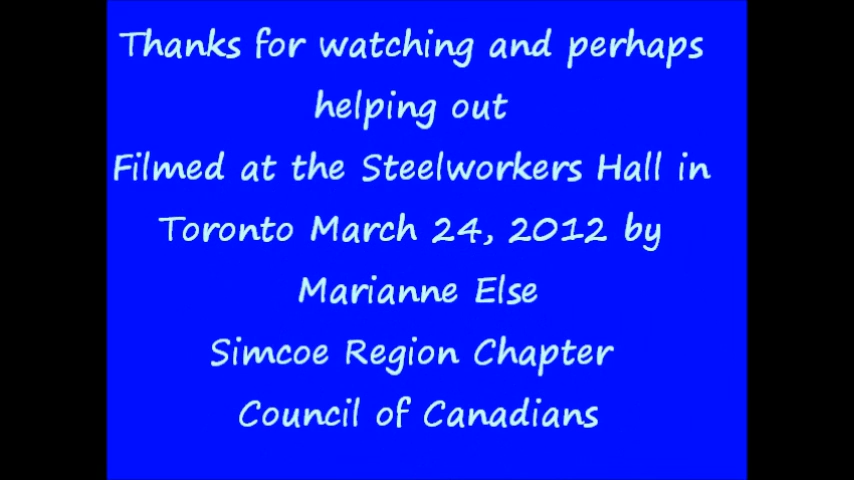 Thanks for watching and perhaps
helping out
Filmed at the Steelworkers Hall in
Toronto March 24, 2012 by
Marianne Else
Simcoe Region Chapter
Council of Canadians